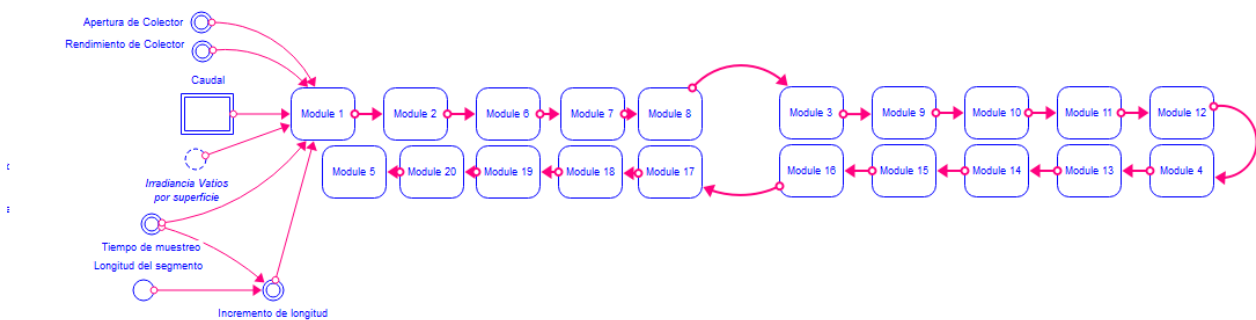 Apertura de Colector
Rendimiento de Colector
Caudal
Module 1
Module 2
Module 6
Module 7
Module 8
Module 3
Module 9
Module 10
Module 11
Module 12
Module 5
Module 20
Module 19
Module 18
Module 17
Module 16
Module 15
Module 14
Module 13
Module 4
Irradiancia Vatios
por superficie
Tiempo de muestreo
Longitud del segmento
Incremento de longitud